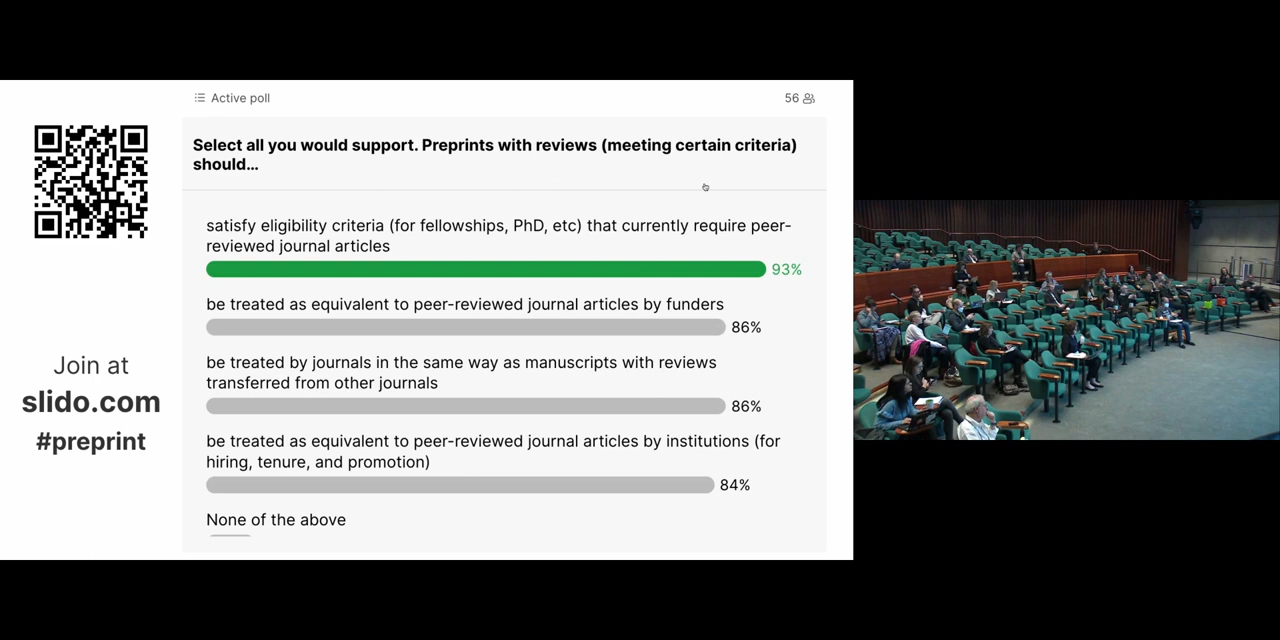 Active poll
56
Select all you would support. Preprints with reviews (meeting certain criteria)
should...
satisfy eligibility criteria (for fellowships, PhD, etc) that currently require peer-
reviewed journal articles
93%
be treated as equivalent to peer-reviewed journal articles by funders
86%
be treated by journals in the same way as manuscripts with reviews
transferred from other journals
86%
be treated as equivalent to peer-reviewed journal articles by institutions (for
hiring, tenure, and promotion)
84%
None of the above
Join at
slido.com
#preprint